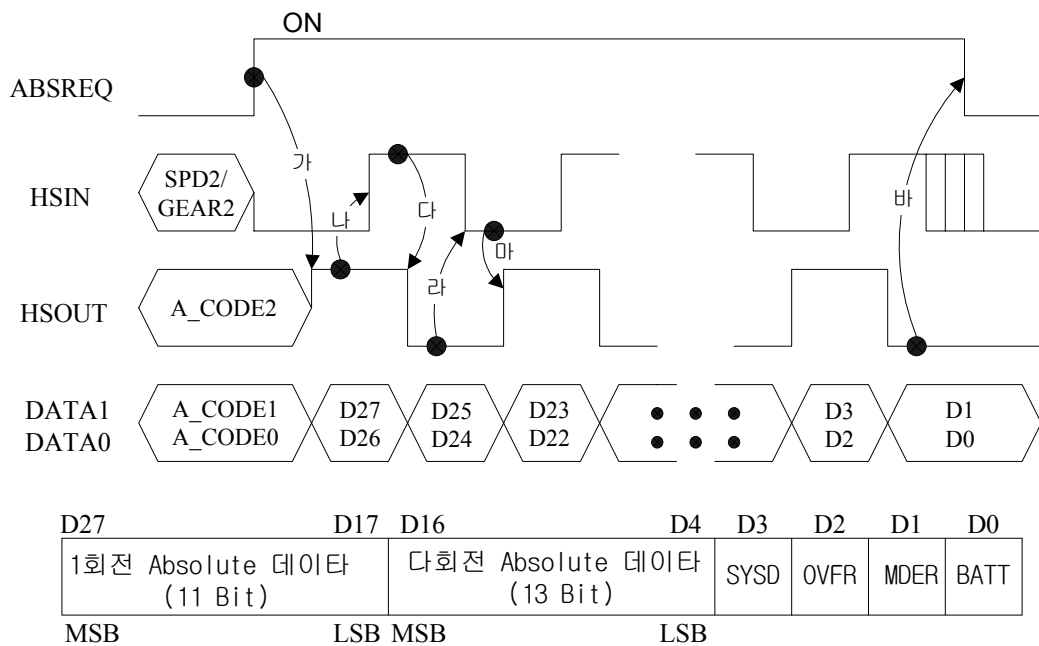 ON
ABSREQ
가
HSIN
SPD2/
GEAR2
나
다
라
마
바
HSOUT
A_CODE2
DATA1
DATA0
A_CODE1
A_CODE0
D27
D26
D25
D24
D23
D22
D3
D2
D1
D0
D27 D17 D16 D4 D3 D2 D1 D0
1회전 Absolute 데이타
(11 Bit)
다회전 Absolute 데이타
(13 Bit)
SYSD OVFR MDER BATT
MSB LSB MSB LSB